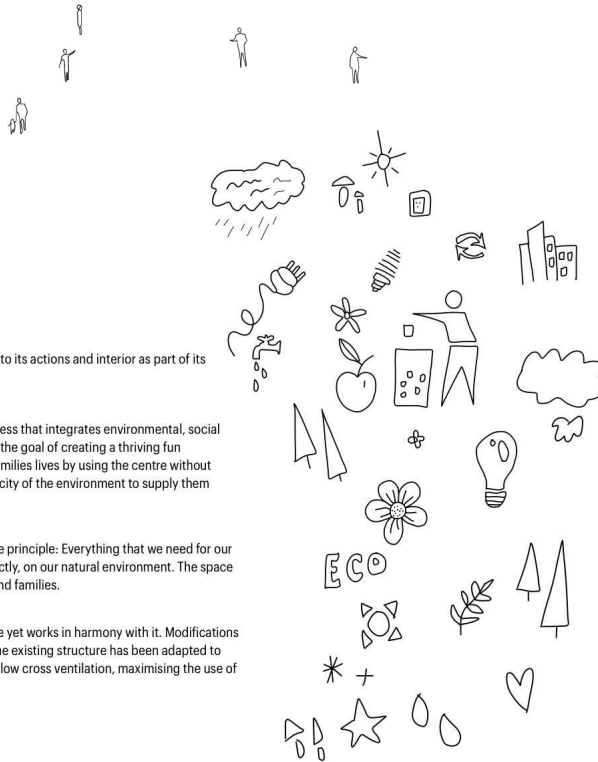 to its actions and interior as part of its
ess that integrates environmental, social
the goal of creating a thriving fun
milies lives by using the centre without
city of the environment to supply them
e principle: Everything that we need for our
ctly, on our natural environment. The space
nd families.
e yet works in harmony with it. Modifications
ne existing structure has been adapted to
low cross ventilation, maximising the use of
ECO